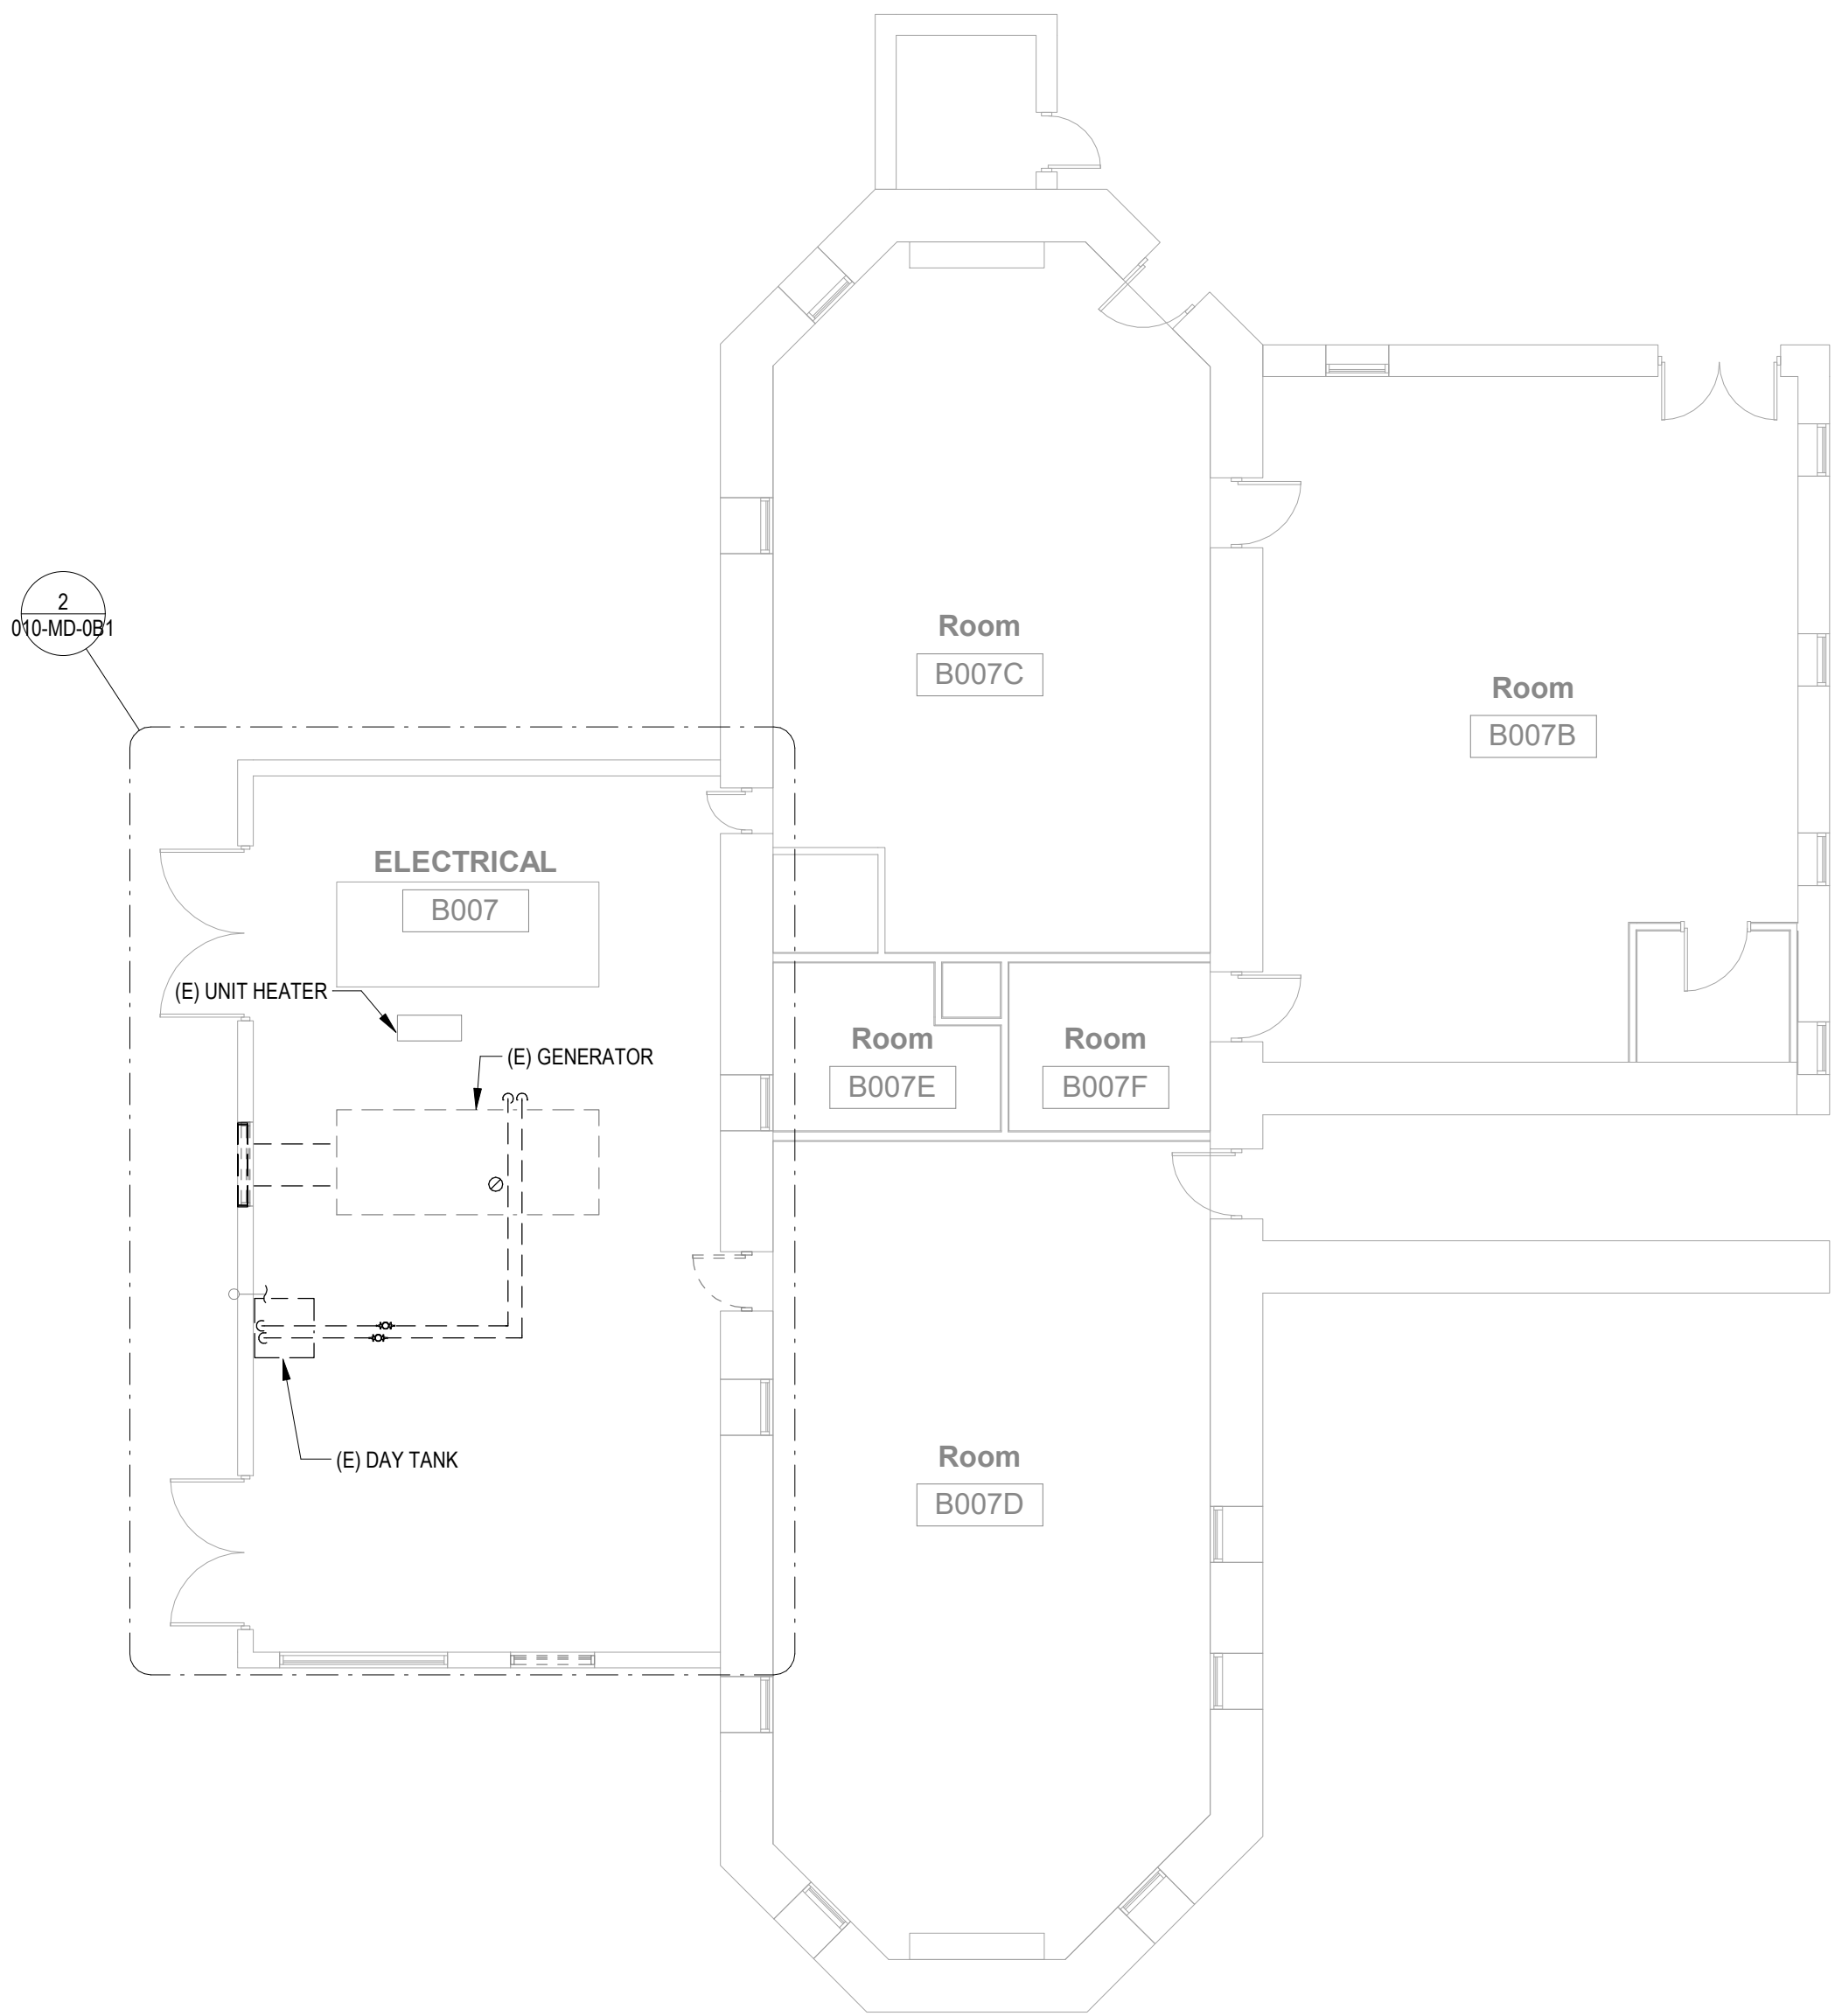 Room
B007C
2
010-MD-0B1
Room
B007B
ELECTRICAL
B007
(E) UNIT HEATER
(E) GENERATOR
Room
B007E
Room
B007F
(E) DAY TANK
Room
B007D